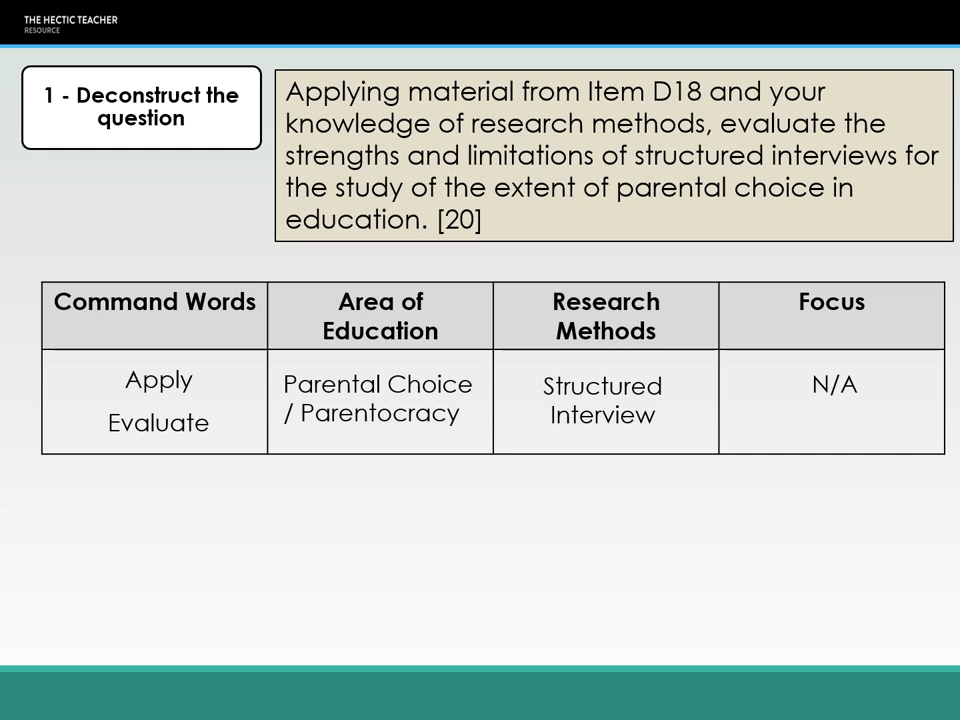 THE HECTIC TEACHER
RESOURCE
1 - Deconstruct the
question
Applying material from Item D18 and your
knowledge of research methods, evaluate the
strengths and limitations of structured interviews for
the study of the extent of parental choice in
education. [20]
Command Words
Area of
Education
Research
Methods
Focus
Apply
Evaluate
Parental Choice
/ Parentocracy
Structured
Interview
N/A